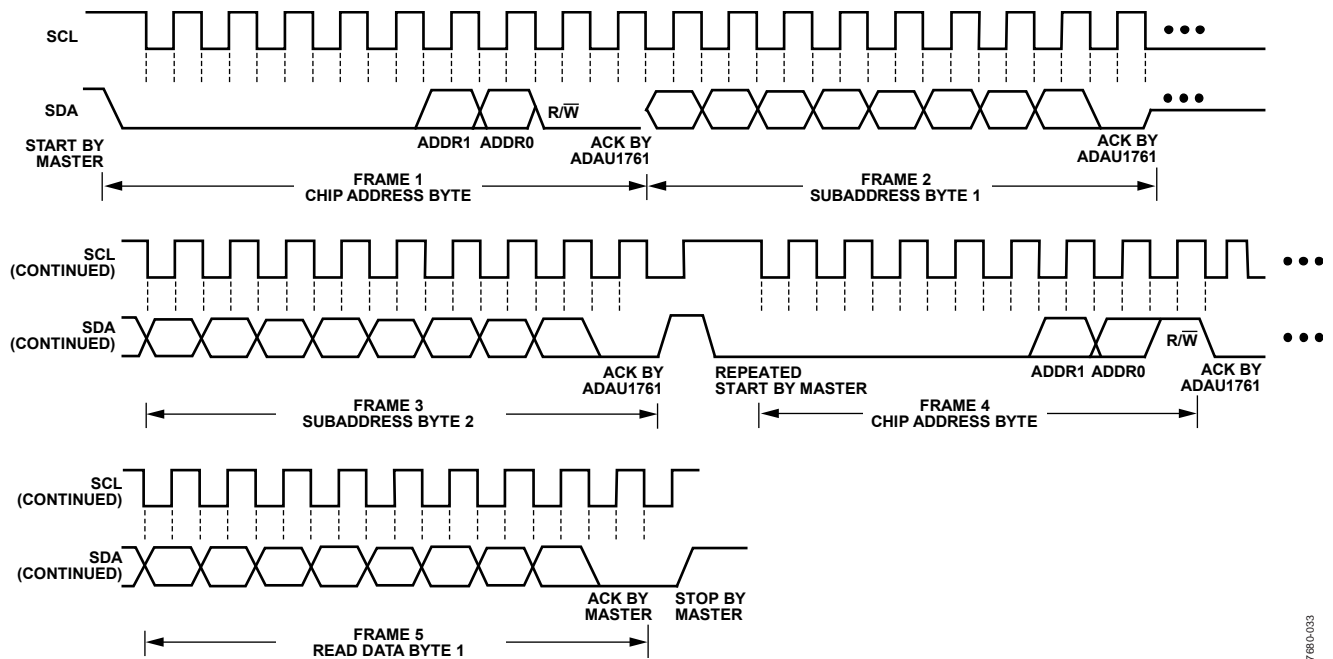 SCL
SDA
R/W̅
START BY
MASTER
ADDR1 ADDR0
ACK BY
ADAU1761
ACK BY
ADAU1761
FRAME 1
CHIP ADDRESS BYTE
FRAME 2
SUBADDRESS BYTE 1
SCL
(CONTINUED)
SDA
(CONTINUED)
R/W̅
ACK BY
ADAU1761
REPEATED
START BY MASTER
ADDR1 ADDR0
ACK BY
ADAU1761
FRAME 3
SUBADDRESS BYTE 2
FRAME 4
CHIP ADDRESS BYTE
SCL
(CONTINUED)
SDA
(CONTINUED)
ACK BY
MASTER
STOP BY
MASTER
FRAME 5
READ DATA BYTE 1
7680-033